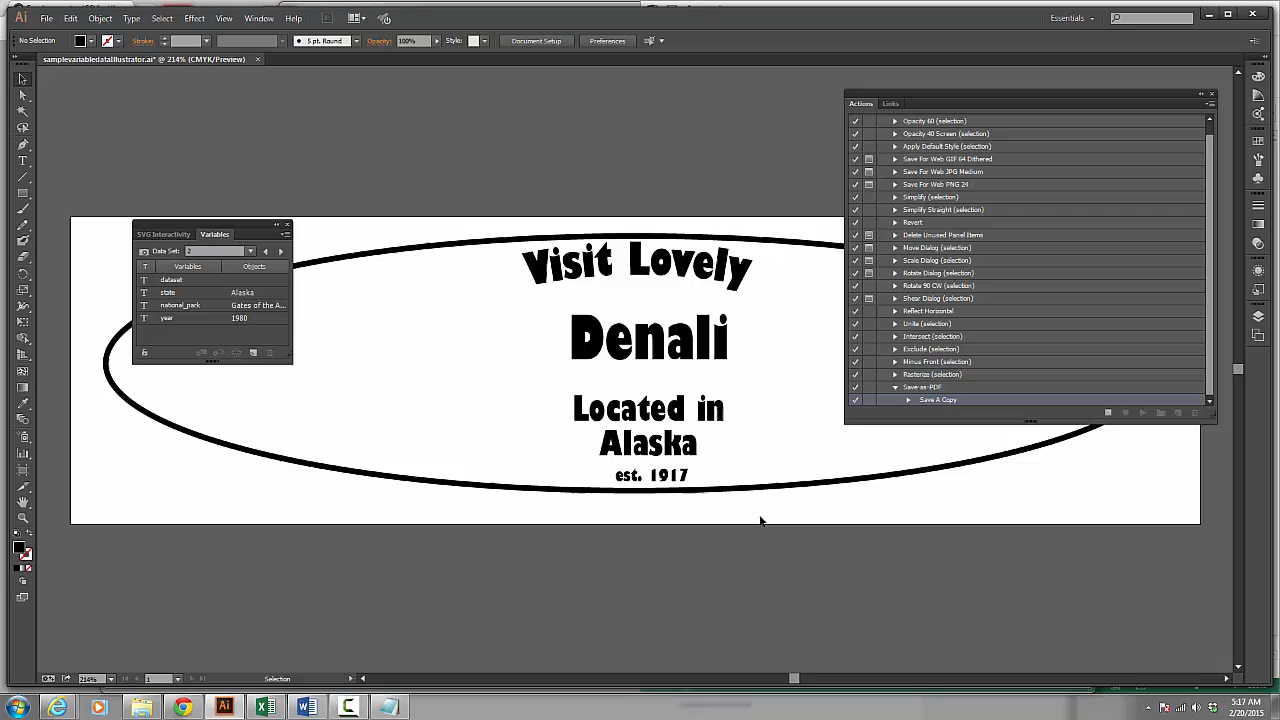 Ai File Edit Object Type Select Effect View Window Help Essentials
No Selection Stroke: 5 pt. Round Opacity: 100% Style: Document Setup Preferences
samplevariabledataIllustrator.ai* @ 214% (CMYK/Preview)
Actions Links
Opacity 60 (selection)
Opacity 40 Screen (selection)
Apply Default Style (selection)
Save For Web GIF 64 Dithered
Save For Web JPG Medium
Save For Web PNG 24
Simplify (selection)
Simplify Straight (selection)
Revert
Delete Unused Panel Items
Move Dialog (selection)
Scale Dialog (selection)
Rotate Dialog (selection)
Rotate 90 CW (selection)
Shear Dialog (selection)
Reflect Horizontal
Unite (selection)
Intersect (selection)
Exclude (selection)
Minus Front (selection)
Rasterize (selection)
Save-as-PDF
Save A Copy
SVG Interactivity Variables
Data Set: 2
T Variables Objects
T dataset
T state Alaska
T national_park Gates of the A...
T year 1980
Visit Lovely
Denali
Located in
Alaska
est. 1917
214% 1 Selection
5:17 AM
2/20/2015